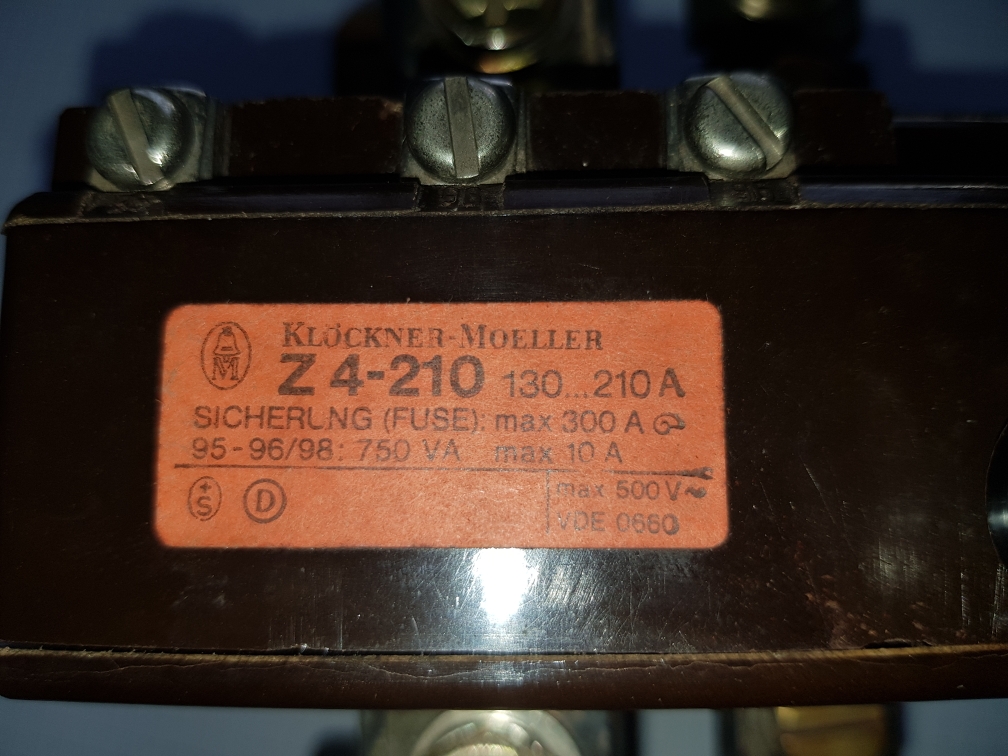 KLÖCKNER-MOELLER
Z 4-210 130...210 A
SICHERUNG (FUSE): max 300 A
95-96/98: 750 VA max 10 A
S D max 500 V~
VDE 0660
M